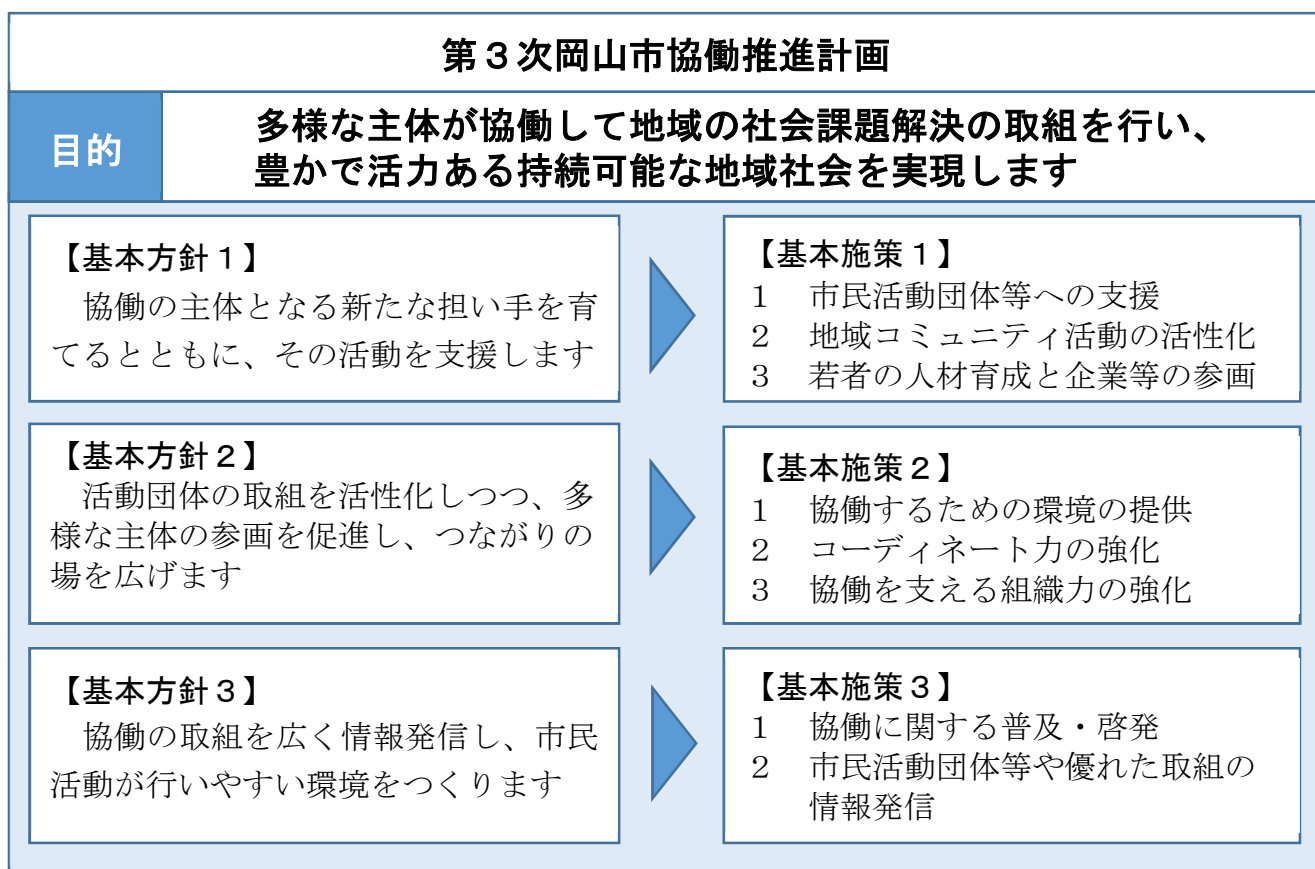 第３次岡山市協働推進計画
目的
多様な主体が協働して地域の社会課題解決の取組を行い、
豊かで活力ある持続可能な地域社会を実現します
【基本方針１】
協働の主体となる新たな担い手を育
てるとともに、その活動を支援します
【基本施策１】
１　市民活動団体等への支援
２　地域コミュニティ活動の活性化
３　若者の人材育成と企業等の参画
【基本方針２】
活動団体の取組を活性化しつつ、多
様な主体の参画を促進し、つながりの
場を広げます
【基本施策２】
１　協働するための環境の提供
２　コーディネート力の強化
３　協働を支える組織力の強化
【基本方針３】
協働の取組を広く情報発信し、市民
活動が行いやすい環境をつくります
【基本施策３】
１　協働に関する普及・啓発
２　市民活動団体等や優れた取組の
情報発信